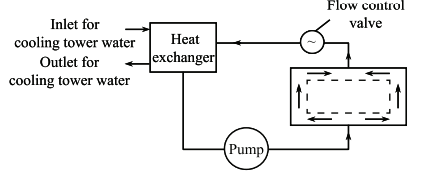 Flow control
valve
Inlet for
cooling tower water
Outlet for
cooling tower water
Heat
exchanger
~
Pump